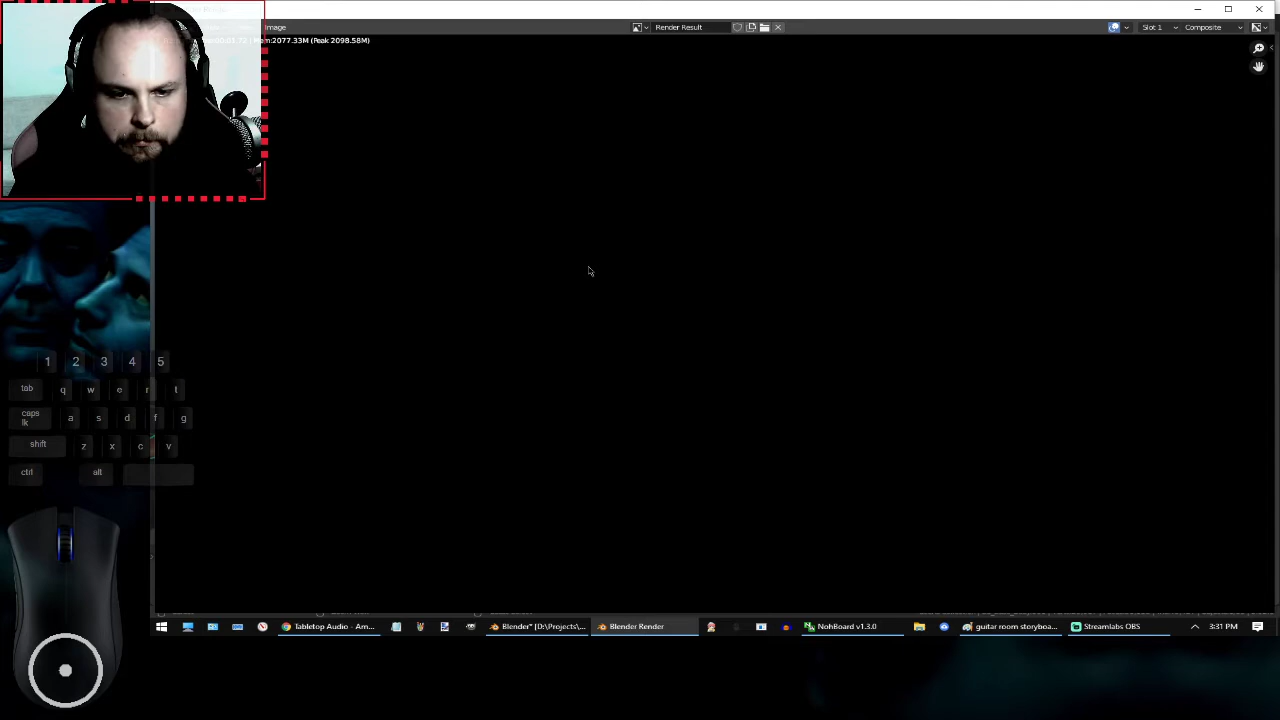 Image
Render Result
Slot 1
Composite
Mem:2077.33M (Peak 2098.58M)
1 2 3 4 5
tab q w e r t
caps lk a s d f g
shift z x c v
ctrl alt
Tabletop Audio - Am...
Blender* [D:\Projects\...
Blender Render
NohBoard v1.3.0
guitar room storyboa...
Streamlabs OBS
3:31 PM